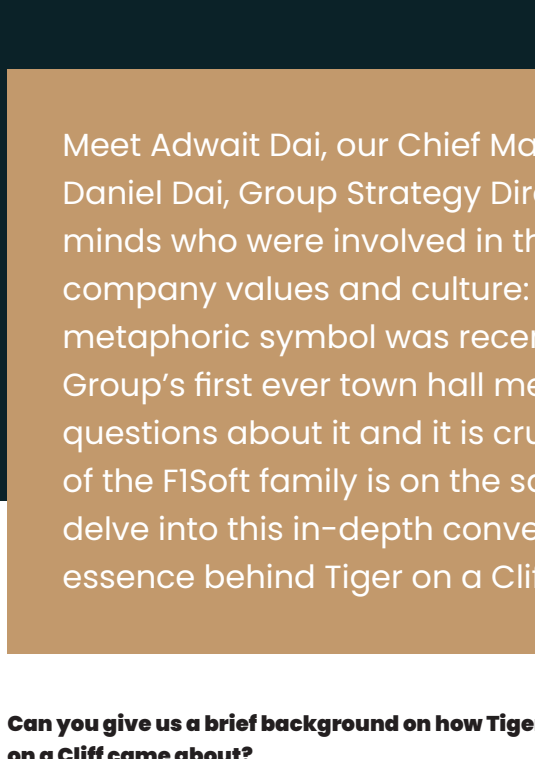 Meet Adwait Dai, our Chief Ma
Daniel Dai, Group Strategy Dir
minds who were involved in th
company values and culture:
metaphoric symbol was recen
Group's first ever town hall me
questions about it and it is cru
of the F1Soft family is on the sa
delve into this in-depth conve
essence behind Tiger on a Clif
Can you give us a brief background on how Tiger
on a Cliff came about?